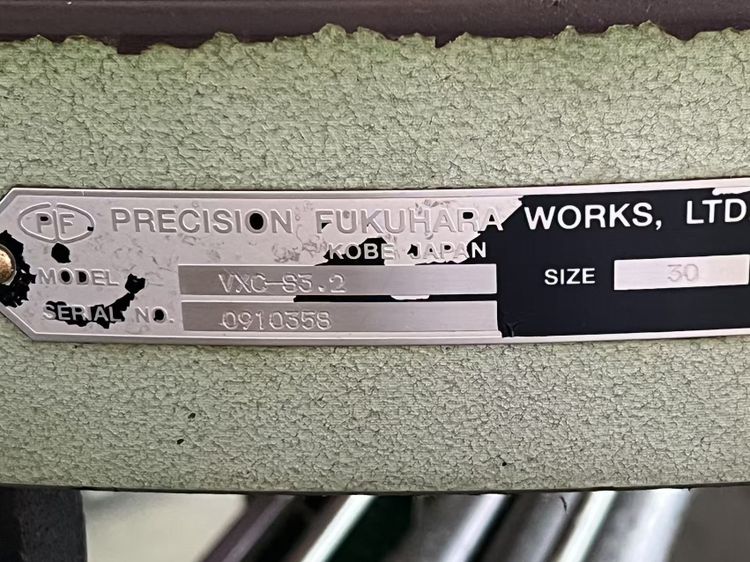 PF PRECISION FUKUHARA WORKS, LTD
KOBE JAPAN
MODEL VXC-S3.2 SIZE 30
SERIAL NO. 0910358